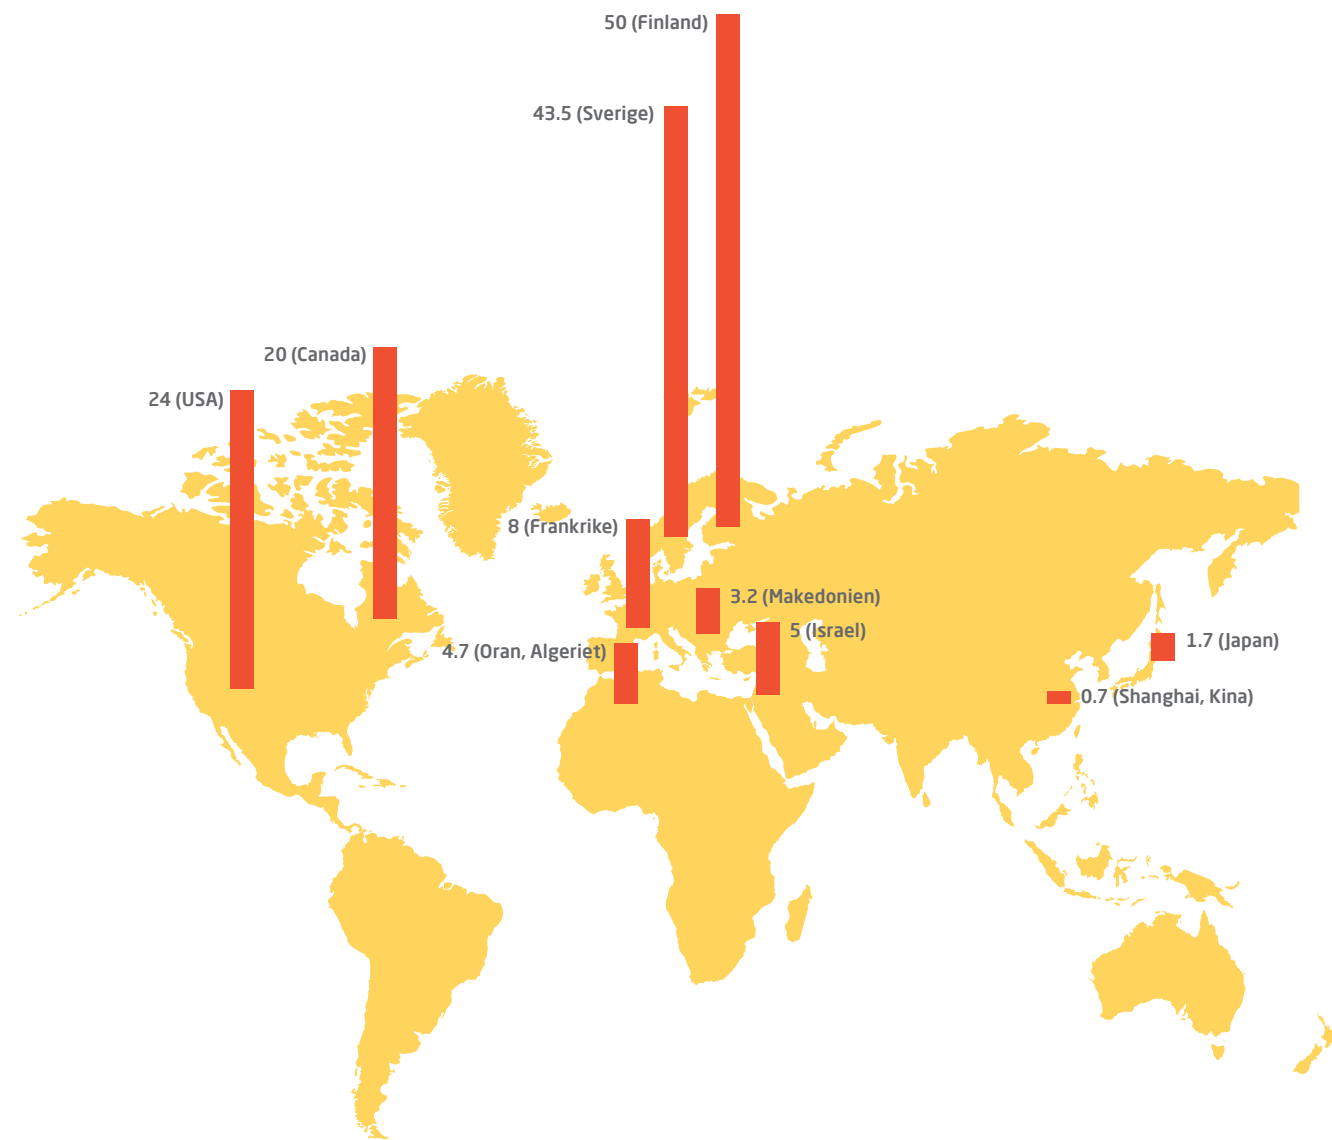 50 (Finland)
43.5 (Sverige)
20 (Canada)
24 (USA)
8 (Frankrike)
3.2 (Makedonien)
5 (Israel)
4.7 (Oran, Algeriet)
1.7 (Japan)
0.7 (Shanghai, Kina)